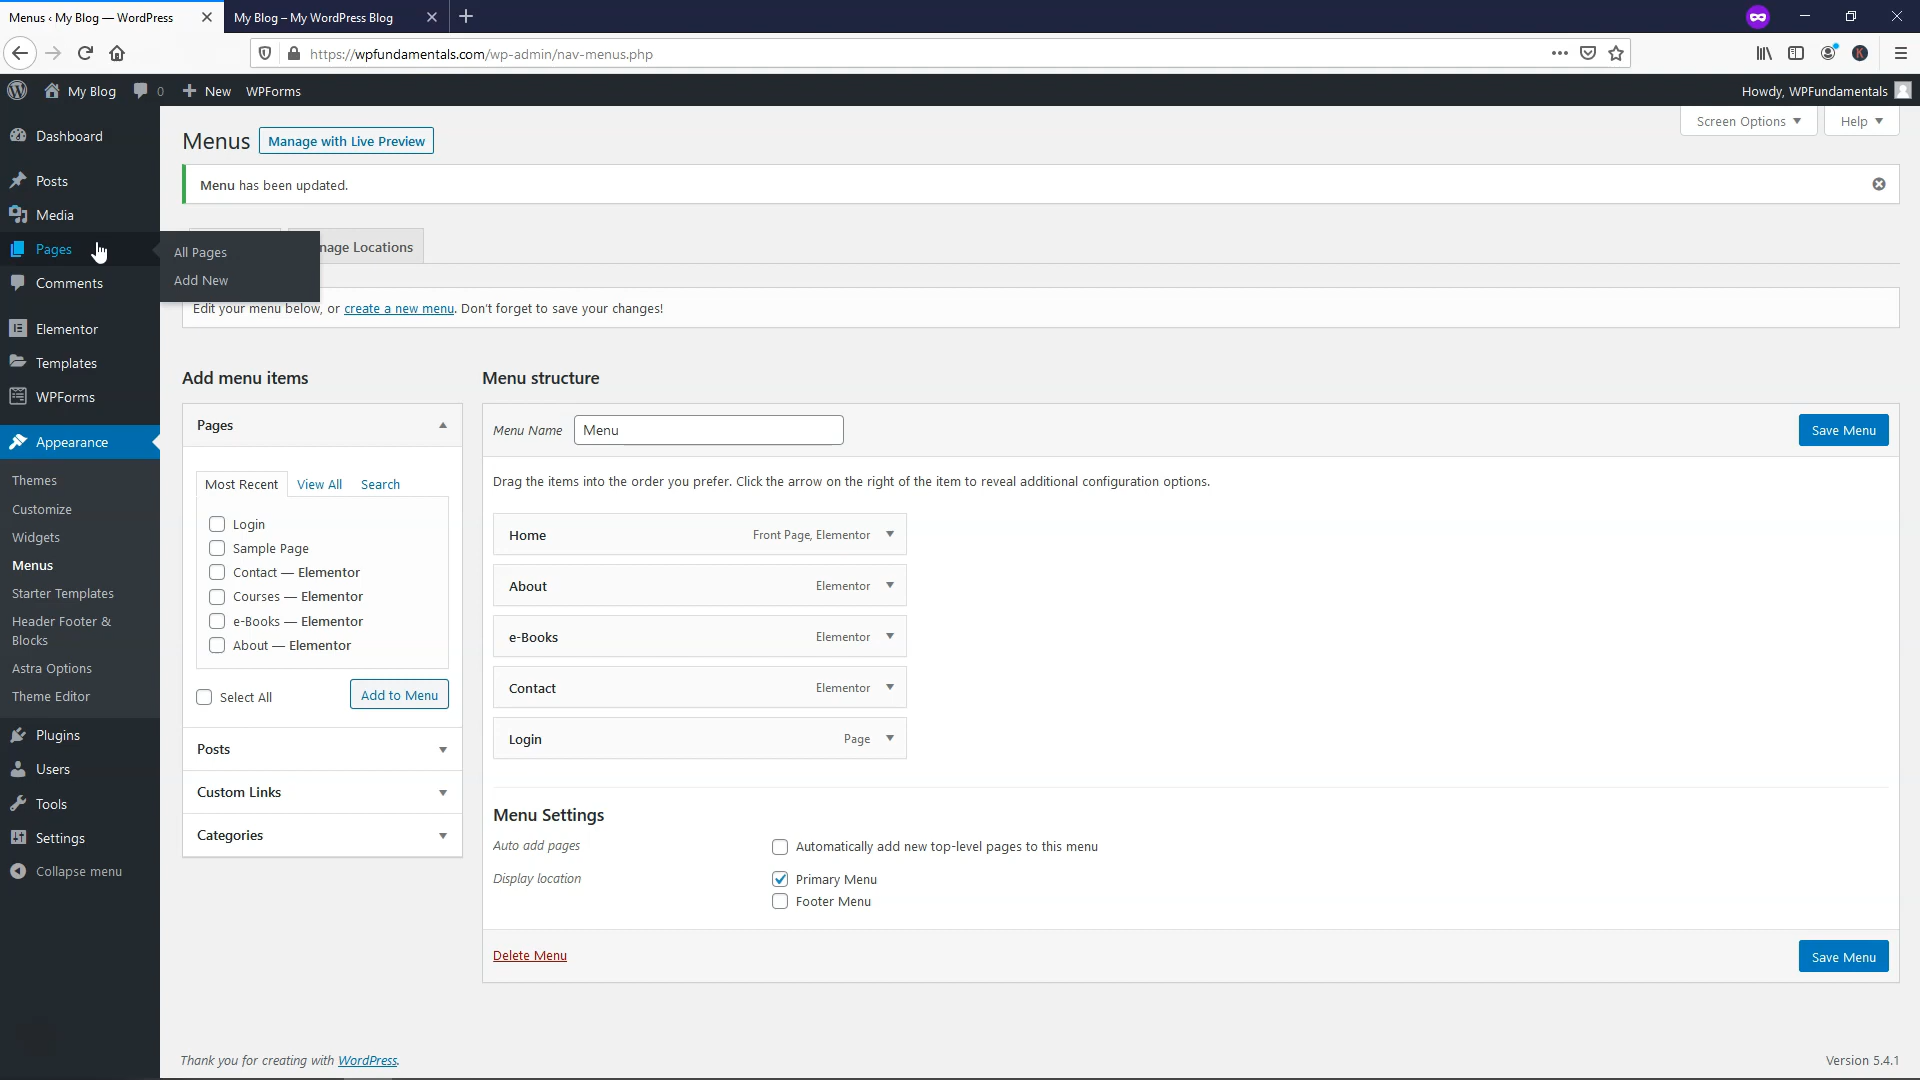 Menus ‹ My Blog — WordPress
My Blog – My WordPress Blog
https://wpfundamentals.com/wp-admin/nav-menus.php
My Blog
0
New
WPForms
Howdy, WPFundamentals
Screen Options
Help
Dashboard
Posts
Media
Pages
All Pages
Add New
Comments
Elementor
Templates
WPForms
Appearance
Themes
Customize
Widgets
Menus
Starter Templates
Header Footer &
Blocks
Astra Options
Theme Editor
Plugins
Users
Tools
Settings
Collapse menu
Menus
Manage with Live Preview
Menu has been updated.
nage Locations
Edit your menu below, or create a new menu. Don't forget to save your changes!
Add menu items
Pages
Most Recent
View All
Search
Login
Sample Page
Contact — Elementor
Courses — Elementor
e-Books — Elementor
About — Elementor
Select All
Add to Menu
Posts
Custom Links
Categories
Menu structure
Menu Name
Menu
Save Menu
Drag the items into the order you prefer. Click the arrow on the right of the item to reveal additional configuration options.
Home
Front Page, Elementor
About
Elementor
e-Books
Elementor
Contact
Elementor
Login
Page
Menu Settings
Auto add pages
Automatically add new top-level pages to this menu
Display location
Primary Menu
Footer Menu
Delete Menu
Save Menu
Thank you for creating with WordPress.
Version 5.4.1